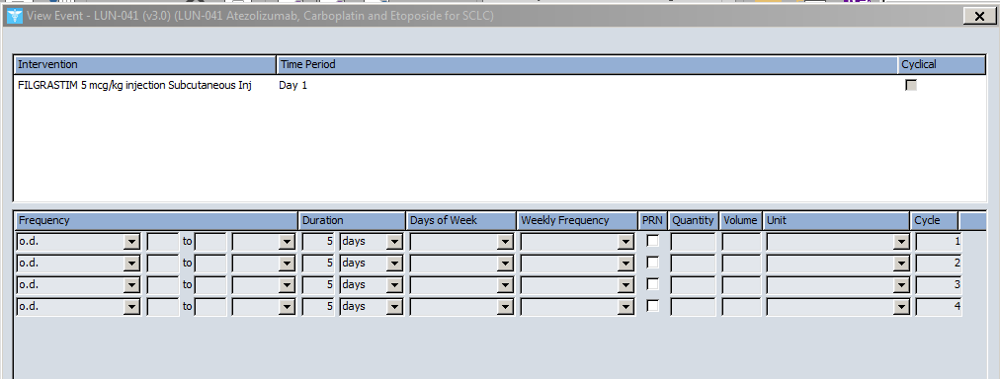 View Event - LUN-041 (v3.0) (LUN-041 Atezolizumab, Carboplatin and Etoposide for SCLC)
Intervention Time Period Cyclical
FILGRASTIM 5 mcg/kg injection Subcutaneous Inj Day 1
Frequency Duration Days of Week Weekly Frequency PRN Quantity Volume Unit Cycle
o.d. to 5 days 1
o.d. to 5 days 2
o.d. to 5 days 3
o.d. to 5 days 4